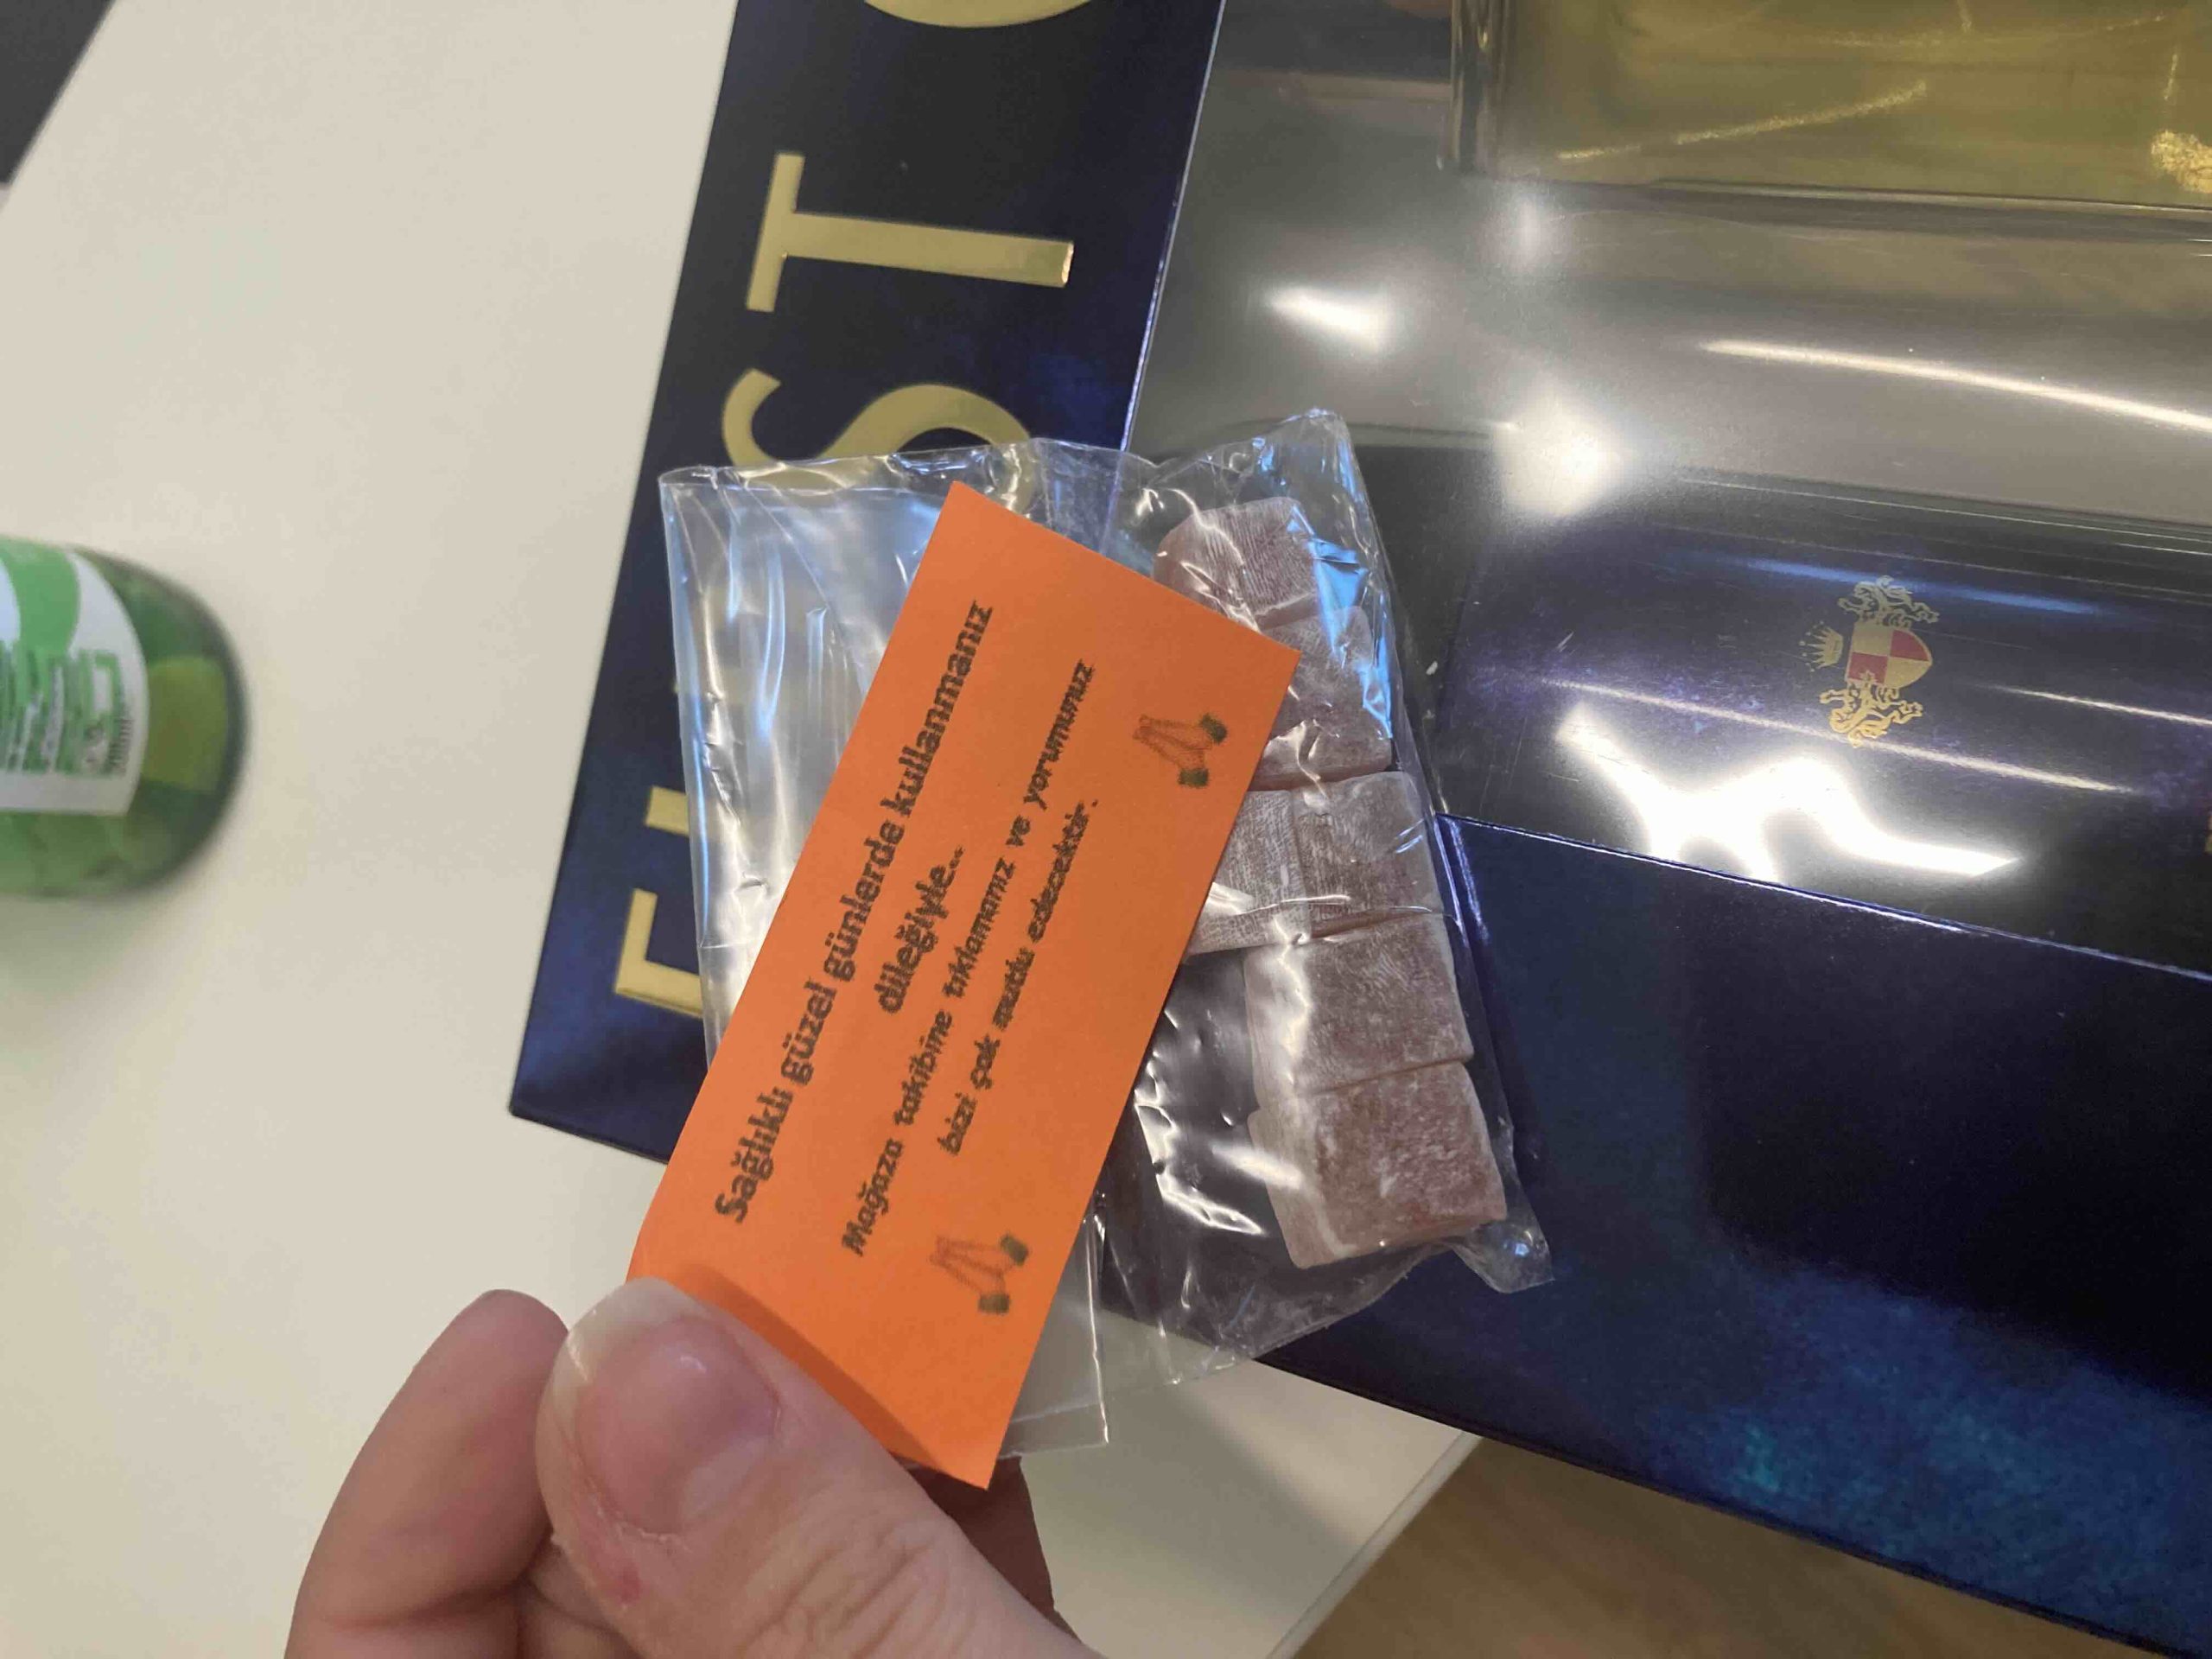 Sağlıklı güzel günlerde kullanmanız
dileğiyle..
Mağaza takibine tıklamanız ve yorumunuz
bizi çok mutlu edecektir.